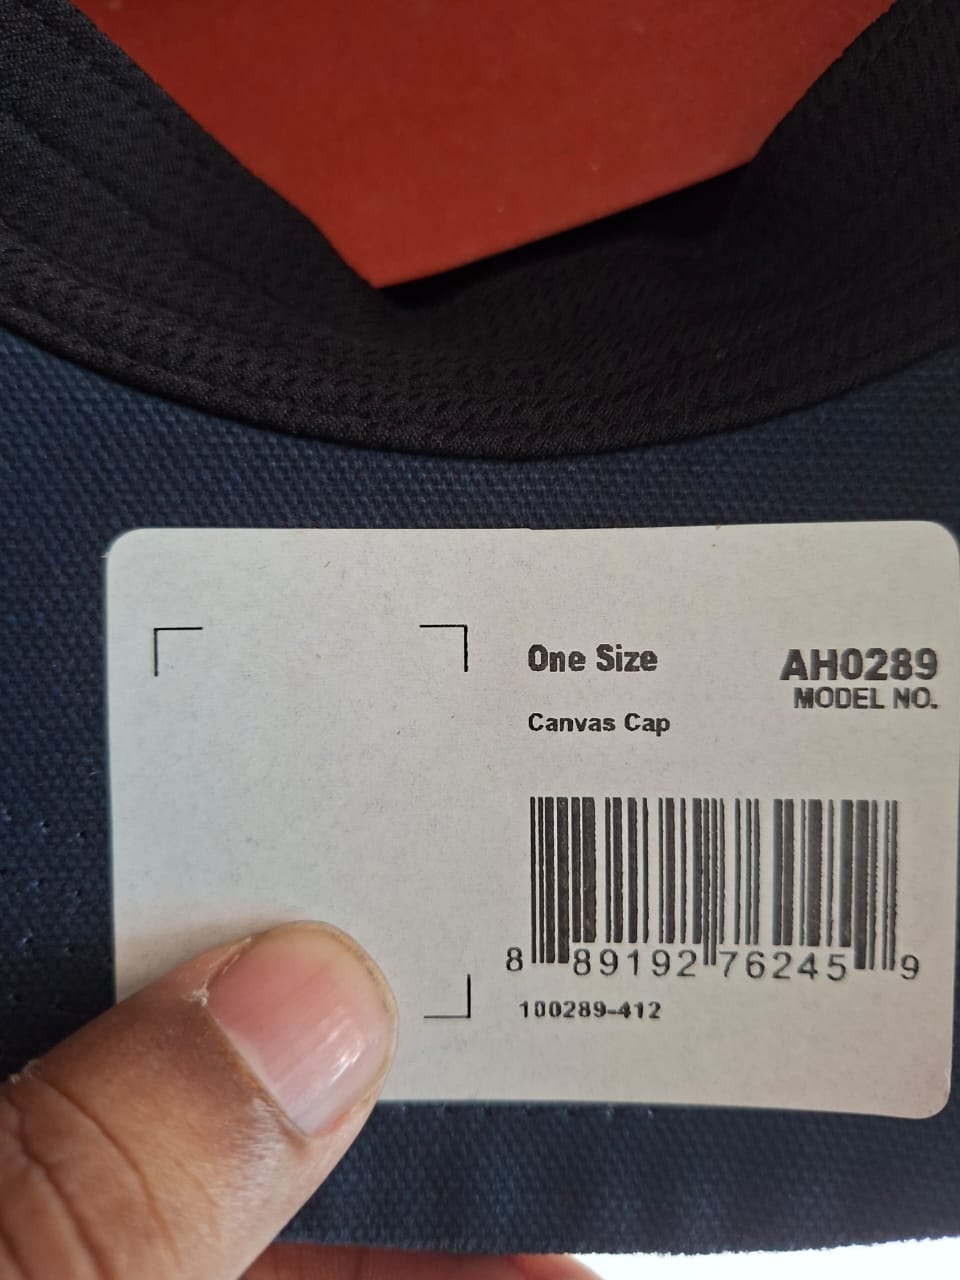 One Size
AH0289
MODEL NO.
Canvas Cap
8 89192 76245 9
100289-412